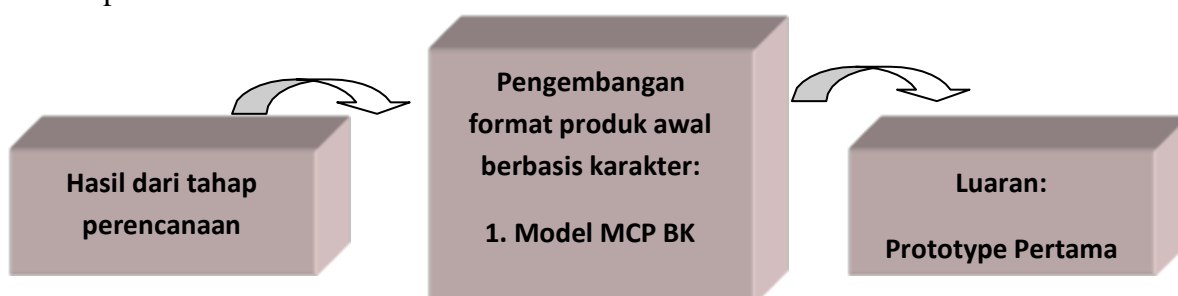 Hasil dari tahap
perencanaan
Pengembangan
format produk awal
berbasis karakter:
1. Model MCP BK
Luaran:
Prototype Pertama